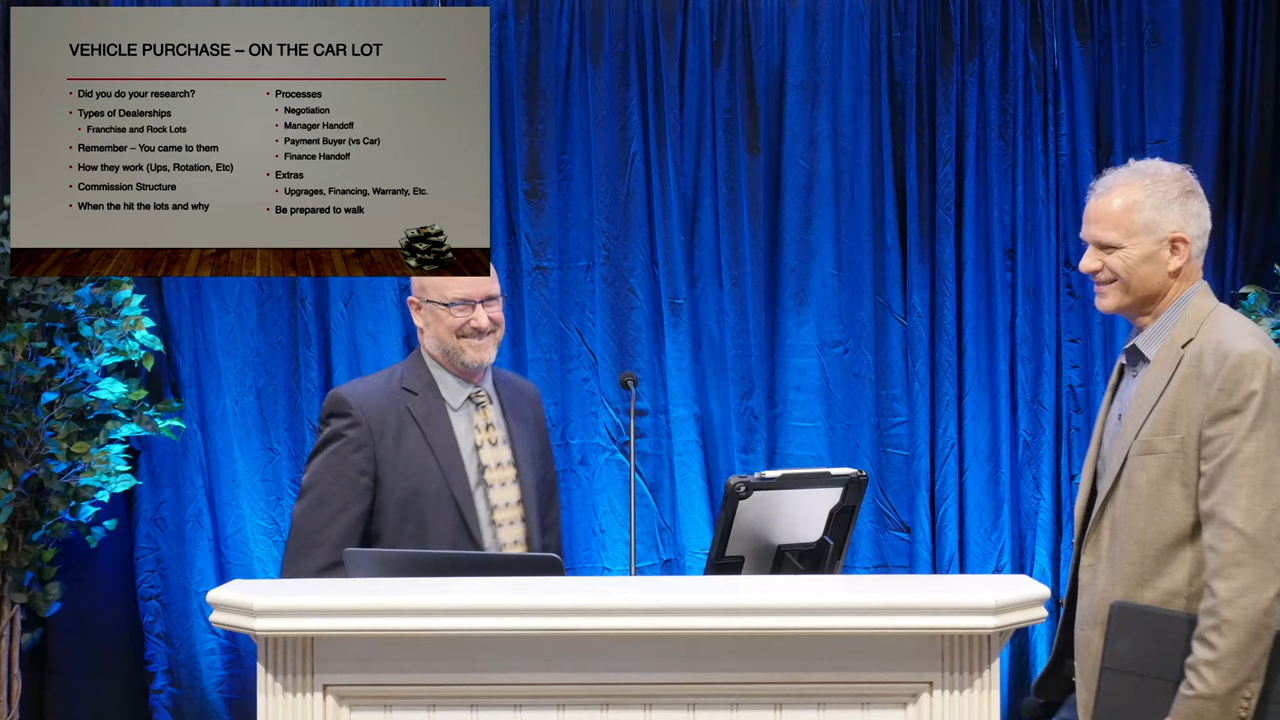 VEHICLE PURCHASE – ON THE CAR LOT
Did you do your research?
Types of Dealerships
Franchise and Rock Lots
Remember – You came to them
How they work (Ups, Rotation, Etc)
Commission Structure
When the hit the lots and why
Processes
Negotiation
Manager Handoff
Payment Buyer (vs Car)
Finance Handoff
Extras
Upgrages, Financing, Warranty, Etc.
Be prepared to walk